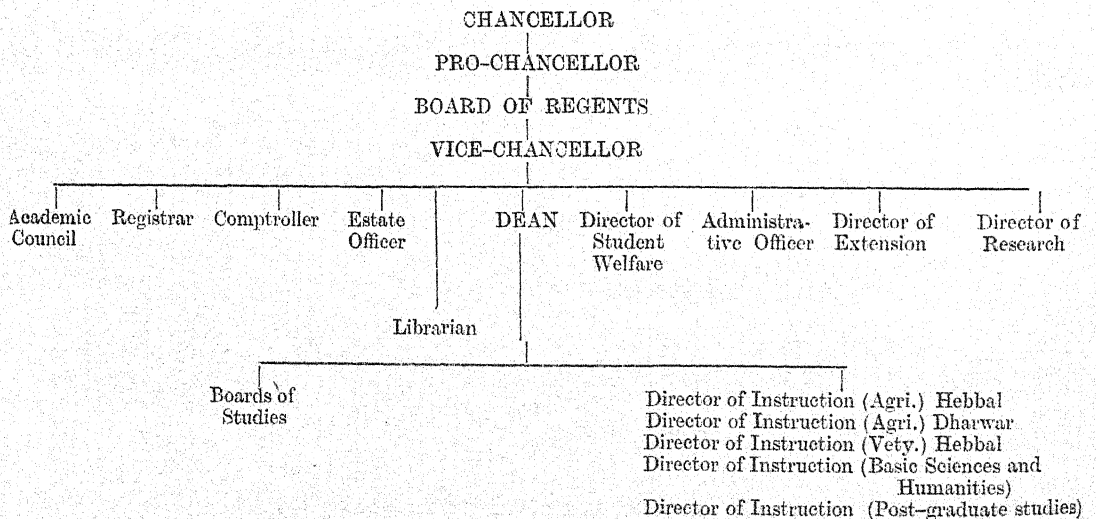 CHANCELLOR
PRO-CHANCELLOR
BOARD OF REGENTS
VICE-CHANCELLOR
Academic
Council
Registrar
Comptroller
Estate
Officer
DEAN
Director of
Student
Welfare
Administra-
tive Officer
Director of
Extension
Director of
Research
Librarian
Boards of
Studies
Director of Instruction (Agri.) Hebbal
Director of Instruction (Agri.) Dharwar
Director of Instruction (Vety.) Hebbal
Director of Instruction (Basic Sciences and
Humanities)
Director of Instruction (Post-graduate studies)